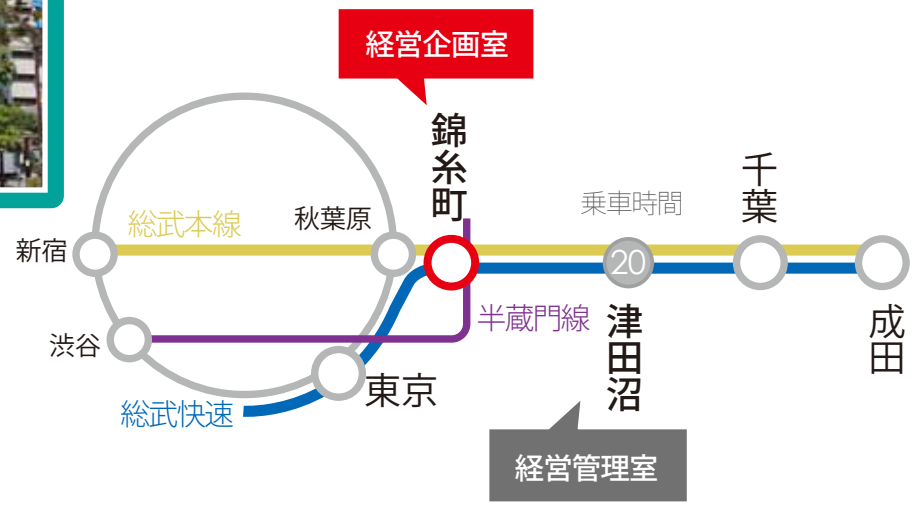 経営企画室
錦糸町
千葉
乗車時間
秋葉原
総武本線
新宿
20
半蔵門線
津田沼
成田
渋谷
東京
総武快速
経営管理室